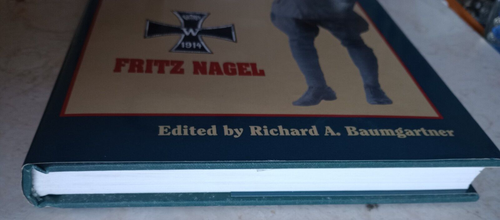 W
1914
FRITZ NAGEL
Edited by Richard A. Baumgartner